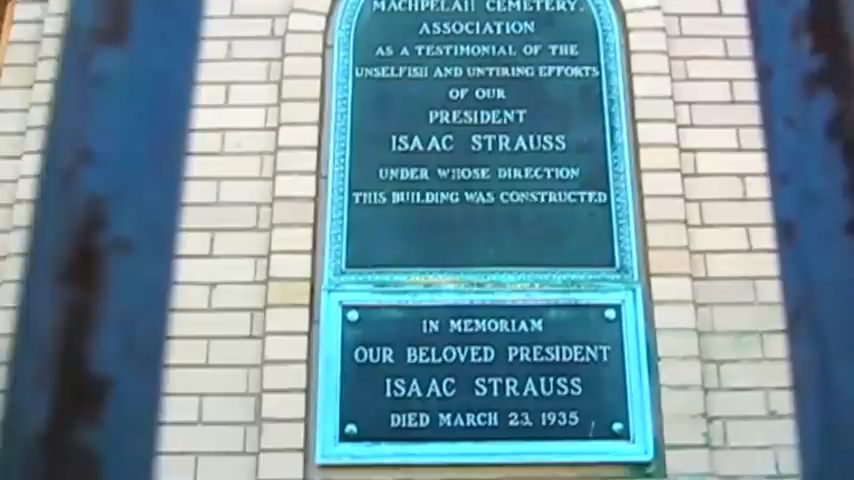 MACHPELAH CEMETERY
ASSOCIATION
AS A TESTIMONIAL OF THE
UNSELFISH AND UNTIRING EFFORTS
OF OUR
PRESIDENT
ISAAC STRAUSS
UNDER WHOSE DIRECTION
THIS BUILDING WAS CONSTRUCTED
IN MEMORIAM
OUR BELOVED PRESIDENT
ISAAC STRAUSS
DIED MARCH 23, 1935